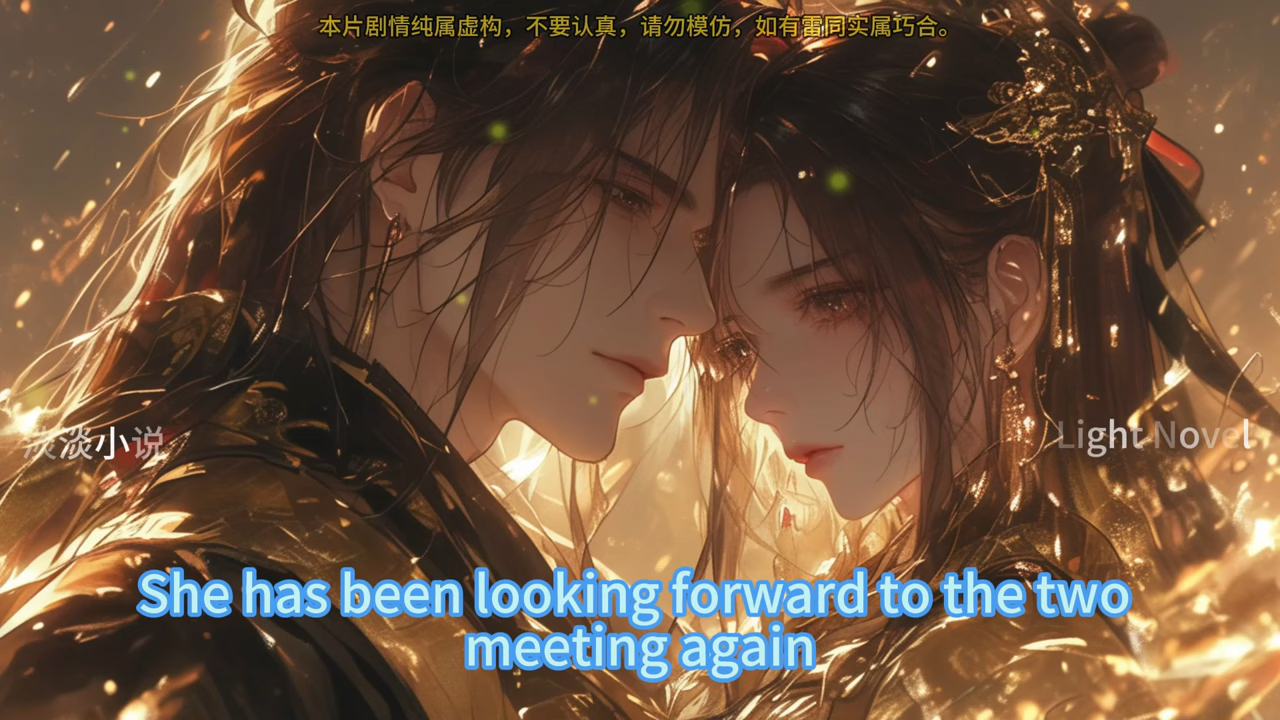 本片剧情纯属虚构，不要认真，请勿模仿，如有雷同实属巧合。
淡淡小说
Light Novel
She has been looking forward to the two
meeting again